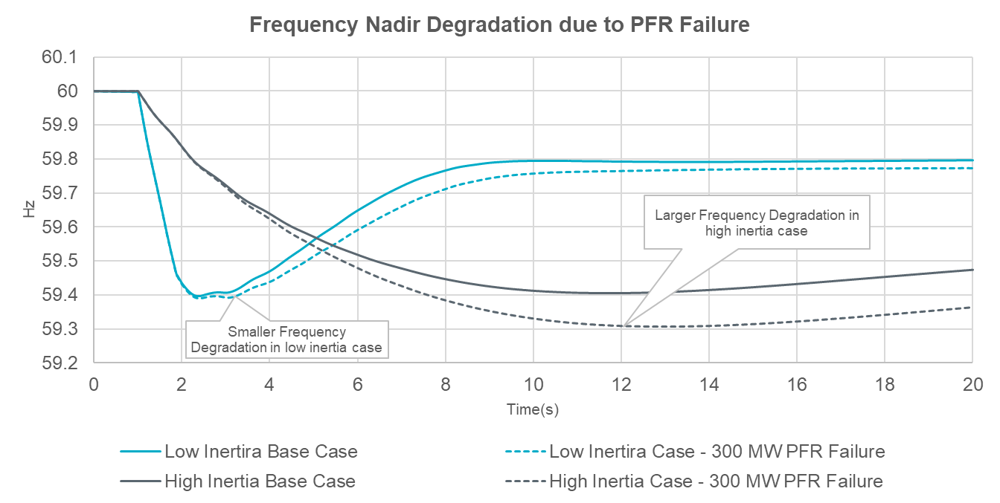 Frequency Nadir Degradation due to PFR Failure
60.1
60
59.9
59.8
59.7
59.6
59.5
59.4
59.3
59.2
Hz
Larger Frequency Degradation in
high inertia case
Smaller Frequency
Degradation in low inertia case
0 2 4 6 8 10 12 14 16 18 20
Time(s)
Low Inertira Base Case
Low Inertira Case - 300 MW PFR Failure
High Inertia Base Case
High Inertia Case - 300 MW PFR Failure